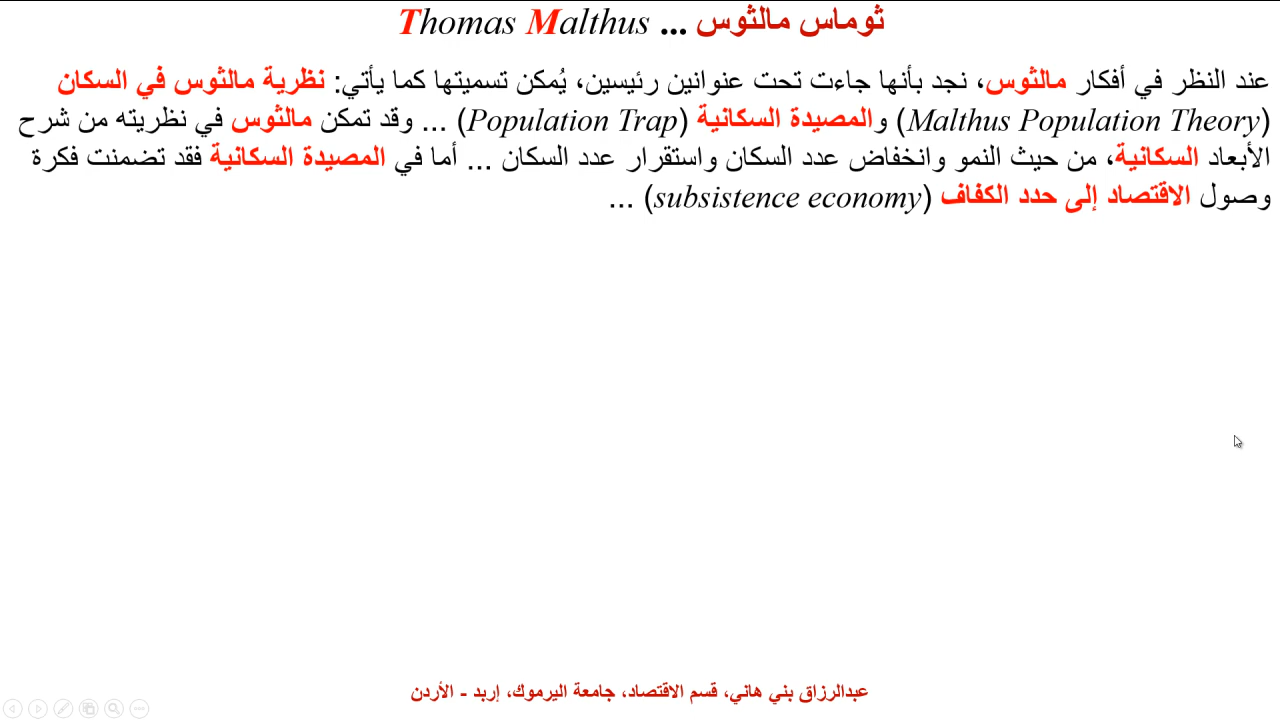 ثوماس مالثوس ... Thomas Malthus
عند النظر في أفكار مالثوس، نجد بأنها جاءت تحت عنوانين رئيسين، يُمكن تسميتها كما يأتي: نظرية مالثوس في السكان
(Malthus Population Theory) والمصيدة السكانية (Population Trap) ... وقد تمكن مالثوس في نظريته من شرح
الأبعاد السكانية، من حيث النمو وانخفاض عدد السكان واستقرار عدد السكان ... أما في المصيدة السكانية فقد تضمنت فكرة
وصول الاقتصاد إلى حدد الكفاف (subsistence economy) ...
عبدالرزاق بني هاني، قسم الاقتصاد، جامعة اليرموك، إربد - الأردن